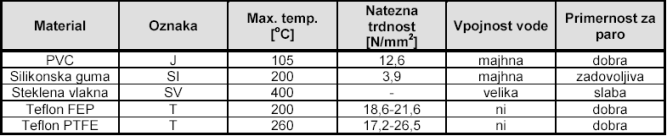 Material Oznaka Max. temp. [°C] Natezna trdnost [N/mm²] Vpojnost vode Primernost za paro
PVC J 105 12,6 majhna dobra
Silikonska guma SI 200 3,9 majhna zadovoljiva
Steklena vlakna SV 400 - velika slaba
Teflon FEP T 200 18,6-21,6 ni dobra
Teflon PTFE T 260 17,2-26,5 ni dobra